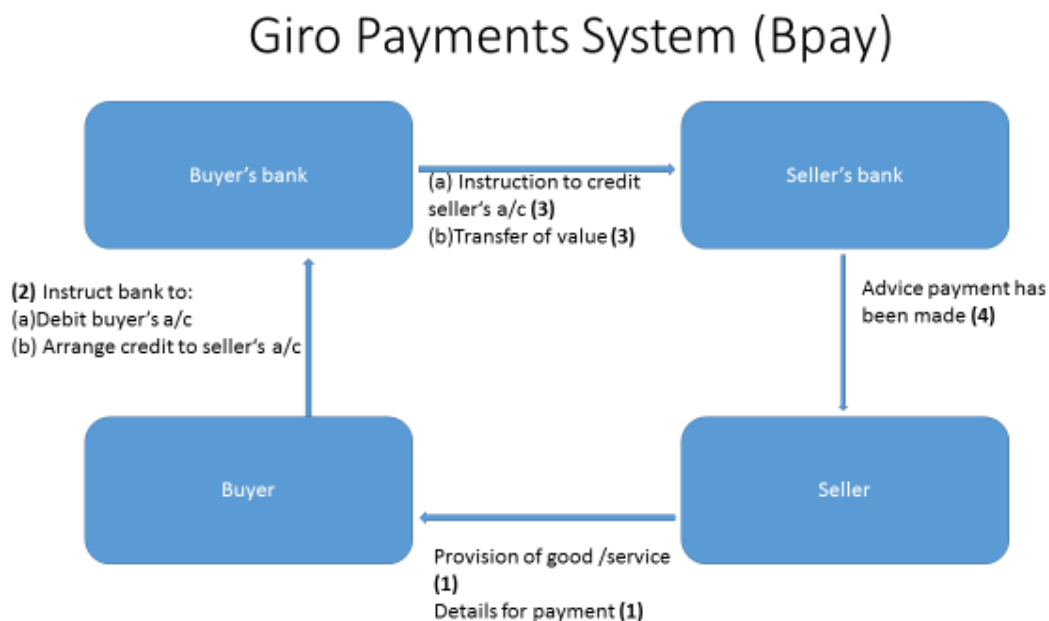 Giro Payments System (Bpay)
Buyer's bank
Seller's bank
(a) Instruction to credit
seller's a/c (3)
(b)Transfer of value (3)
(2) Instruct bank to:
(a)Debit buyer's a/c
(b) Arrange credit to seller's a/c
Advice payment has
been made (4)
Buyer
Seller
Provision of good /service
(1)
Details for payment (1)